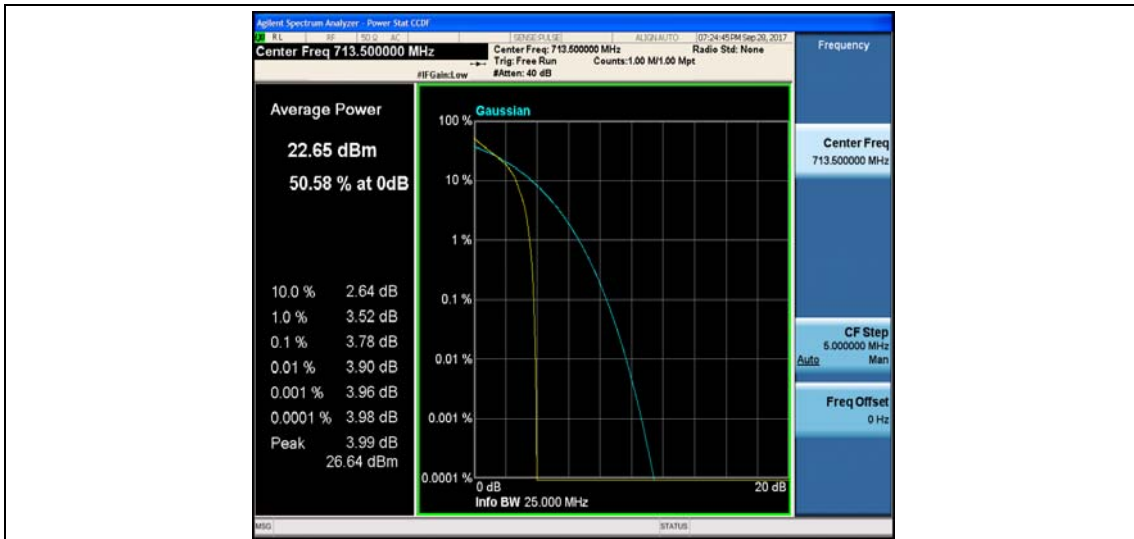 Agilent Spectrum Analyzer - Power Stat CCDF
RL RF 50 Ω AC SENSE:PULSE ALIGNAUTO 07:24:45PM Sep 28, 2017
Center Freq 713.500000 MHz
Center Freq: 713.500000 MHz Radio Std: None
Trig: Free Run Counts:1.00 M/1.00 Mpt
#IFGain:Low #Atten: 40 dB
Frequency
Average Power
22.65 dBm
50.58 % at 0dB
10.0 % 2.64 dB
1.0 % 3.52 dB
0.1 % 3.78 dB
0.01 % 3.90 dB
0.001 % 3.96 dB
0.0001 % 3.98 dB
Peak 3.99 dB
26.64 dBm
Gaussian
100 %
10 %
1 %
0.1 %
0.01 %
0.001 %
0.0001 %
0 dB 20 dB
Info BW 25.000 MHz
Center Freq
713.500000 MHz
CF Step
5.000000 MHz
Auto Man
Freq Offset
0 Hz
MSG STATUS